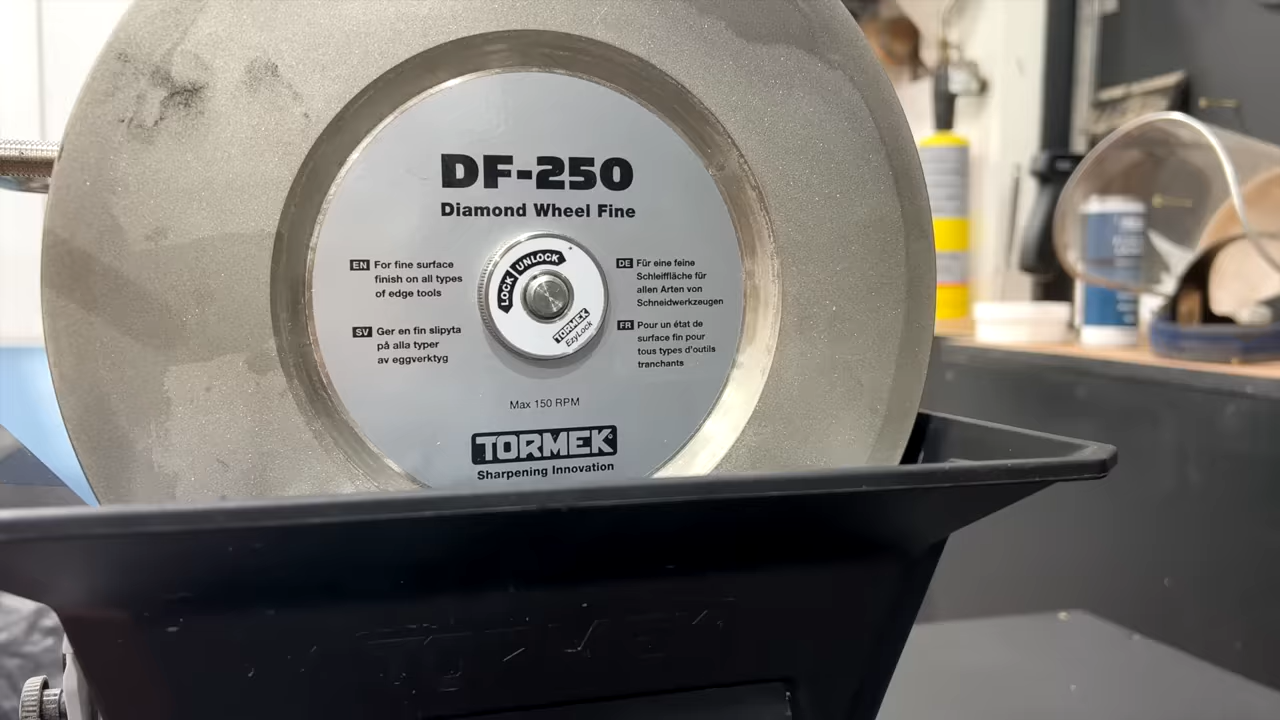 DF-250
Diamond Wheel Fine
EN For fine surface
finish on all types
of edge tools
SV Ger en fin slipyta
på alla typer
av eggverktyg
LOCK UNLOCK
TORMEK
EzyLock
DE Für eine feine
Schleiffläche für
allen Arten von
Schneidwerkzeugen
FR Pour un état de
surface fin pour
tous types d'outils
tranchants
Max 150 RPM
TORMEK
Sharpening Innovation